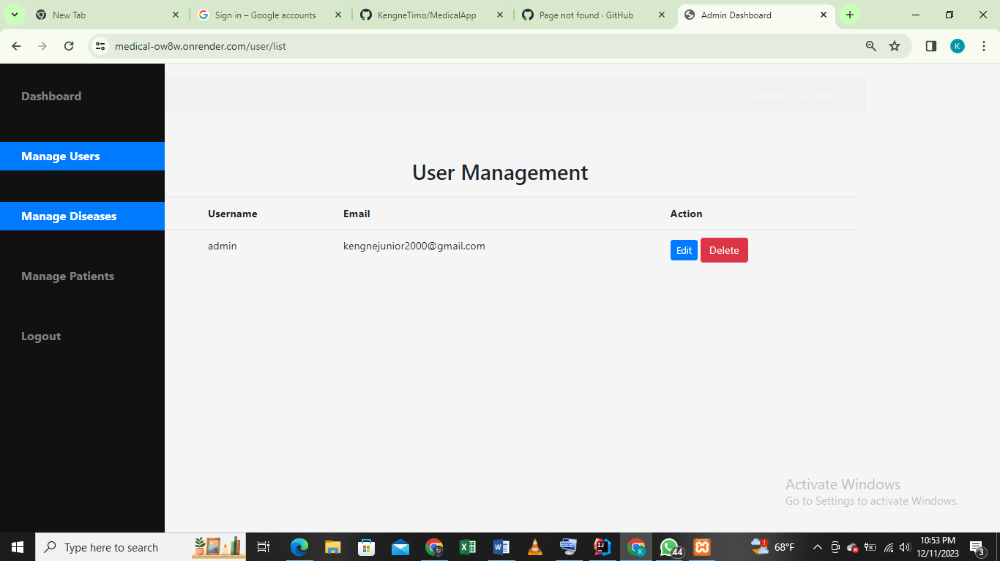 New Tab
Sign in – Google accounts
KengneTimo/MedicalApp
Page not found · GitHub
Admin Dashboard
medical-ow8w.onrender.com/user/list
K
Dashboard
Logged in as Admin
Manage Users
User Management
Manage Diseases
Username Email Action
admin kengnejunior2000@gmail.com Edit Delete
Manage Patients
Logout
Activate Windows
Go to Settings to activate Windows.
Type here to search
X
W
IJ
K
44
1
68°F
10:53 PM
12/11/2023
3